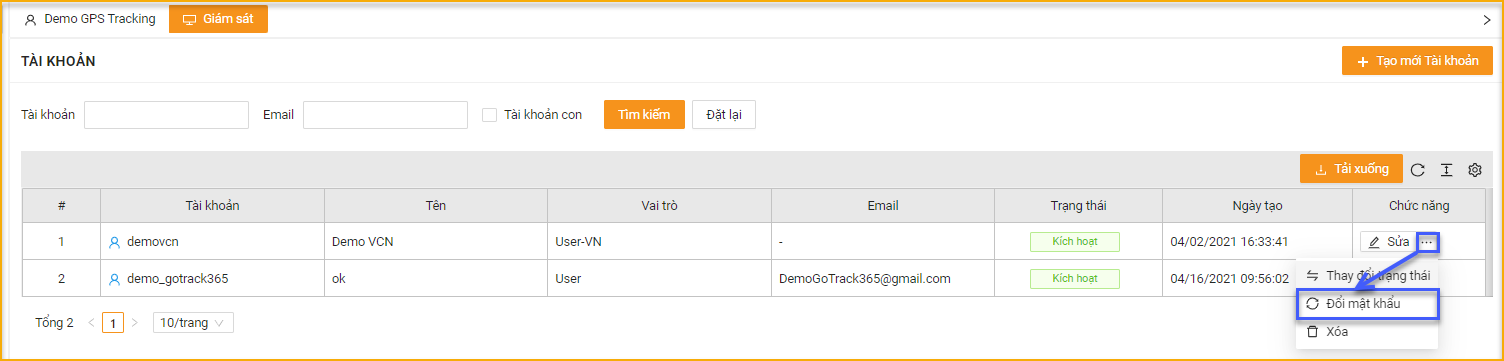 Demo GPS Tracking Giám sát
TÀI KHOẢN Tạo mới Tài khoản
Tài khoản Email Tài khoản con Tìm kiếm Đặt lại
Tải xuống
# Tài khoản Tên Vai trò Email Trạng thái Ngày tạo Chức năng
1 demovcn Demo VCN User-VN - Kích hoạt 04/02/2021 16:33:41 Sửa ...
2 demo_gotrack365 ok User DemoGoTrack365@gmail.com Kích hoạt 04/16/2021 09:56:02
Thay đổi trạng thái
Đổi mật khẩu
Xóa
Tổng 2 < 1 > 10/trang